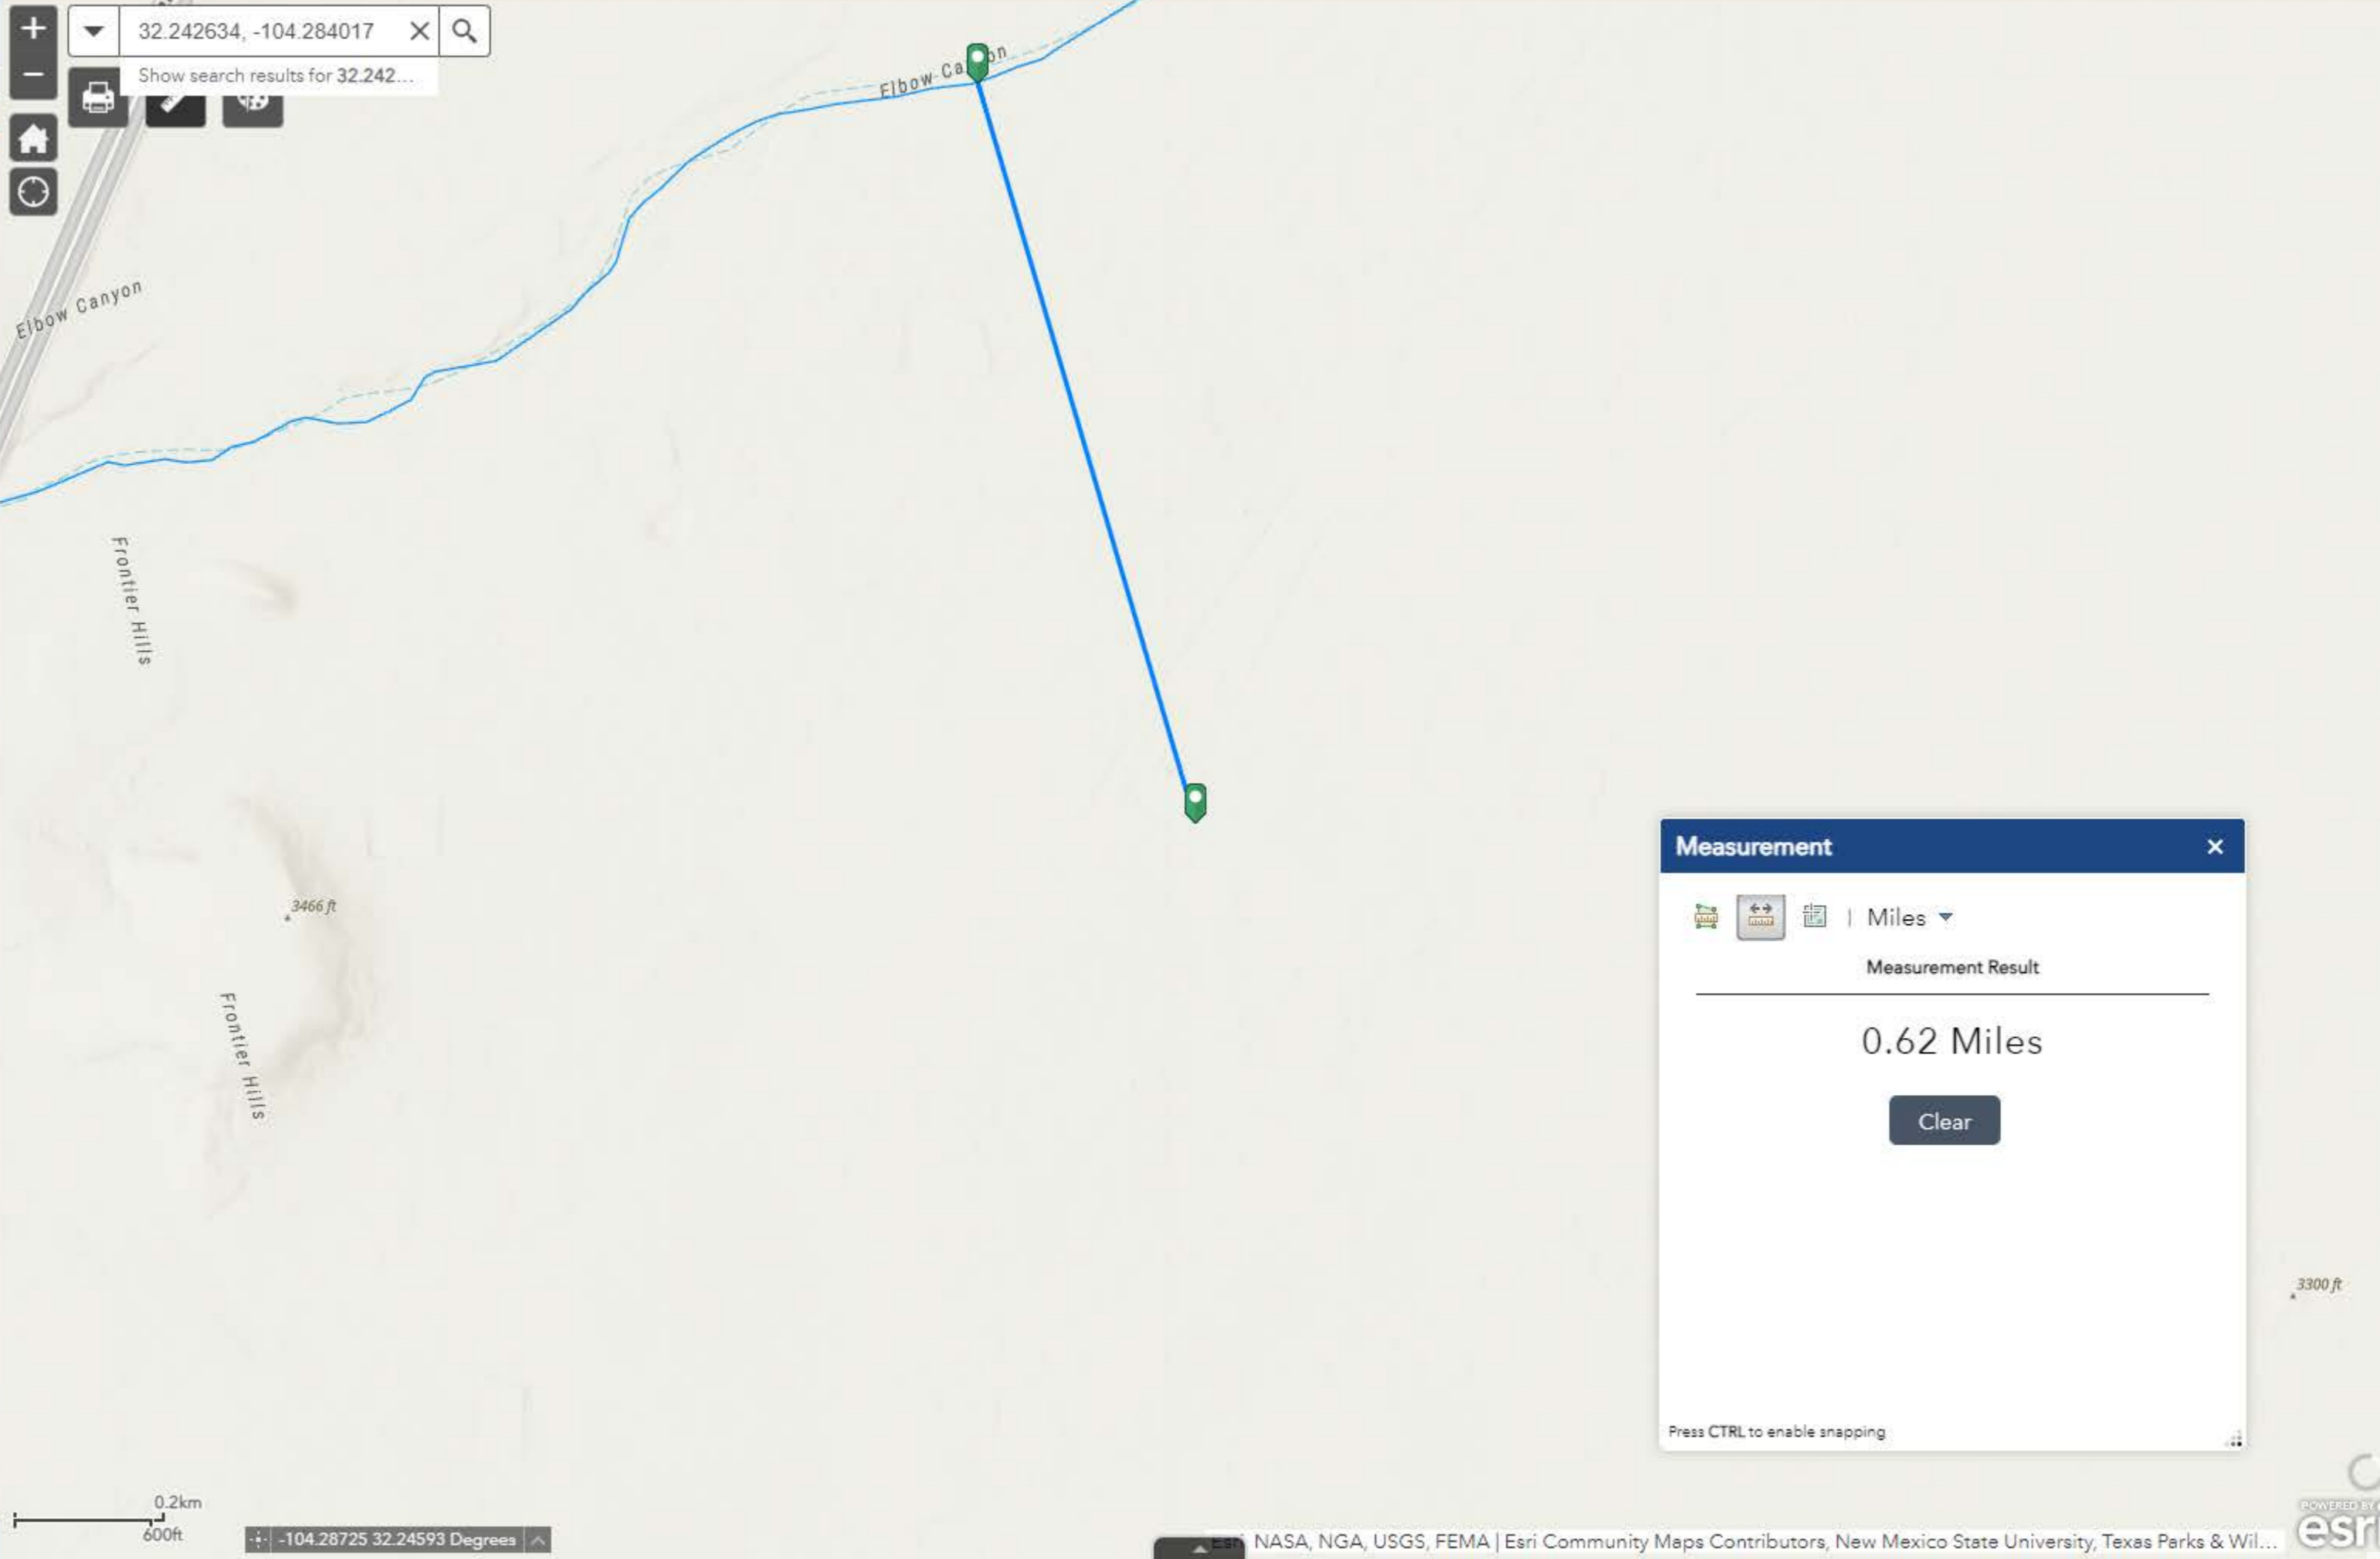 32.242634, -104.284017
Show search results for 32.242...
Elbow Canyon
Frontier Hills
3466 ft
Frontier Hills
Measurement
Miles
Measurement Result
0.62 Miles
Clear
Press CTRL to enable snapping
3300 ft
0.2km
600ft
-104.28725 32.24593 Degrees
Esri, NASA, NGA, USGS, FEMA | Esri Community Maps Contributors, New Mexico State University, Texas Parks & Wil...
POWERED BY
esri